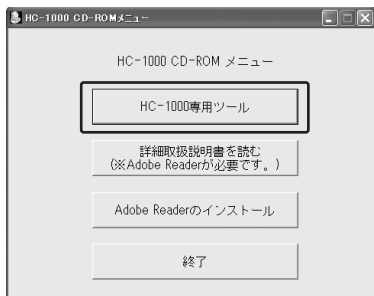 HC-1000 CD-ROMメニュー
HC-1000 CD-ROM メニュー
HC-1000専用ツール
詳細取扱説明書を読む
(※Adobe Readerが必要です。)
Adobe Readerのインストール
終了